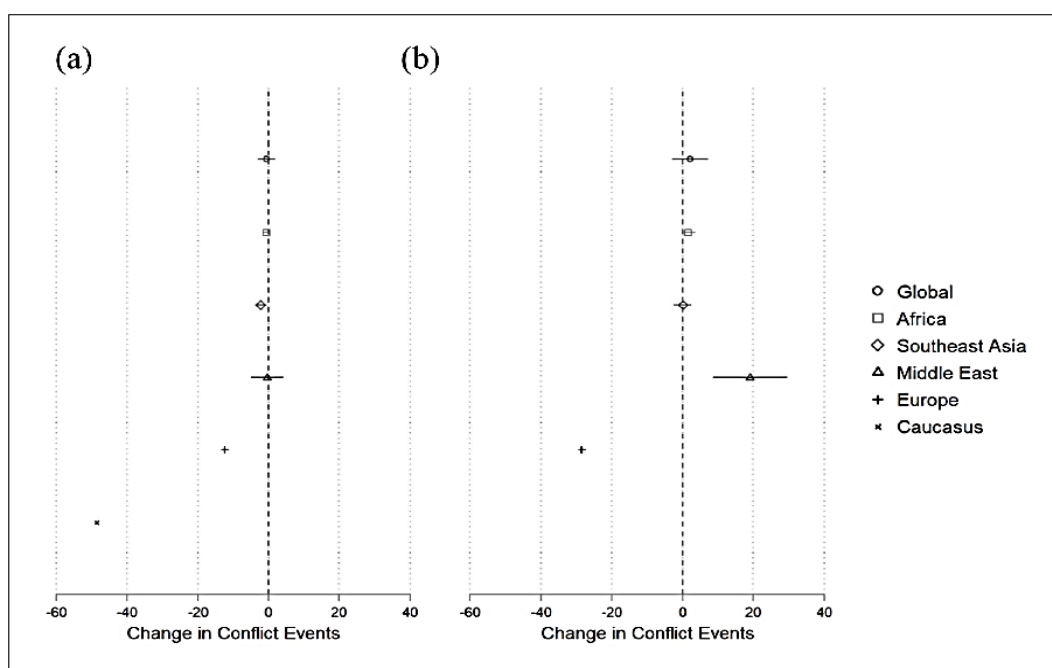 (a) (b)
Global
Africa
Southeast Asia
Middle East
Europe
Caucasus
-60 -40 -20 0 20 40 -60 -40 -20 0 20 40
Change in Conflict Events Change in Conflict Events